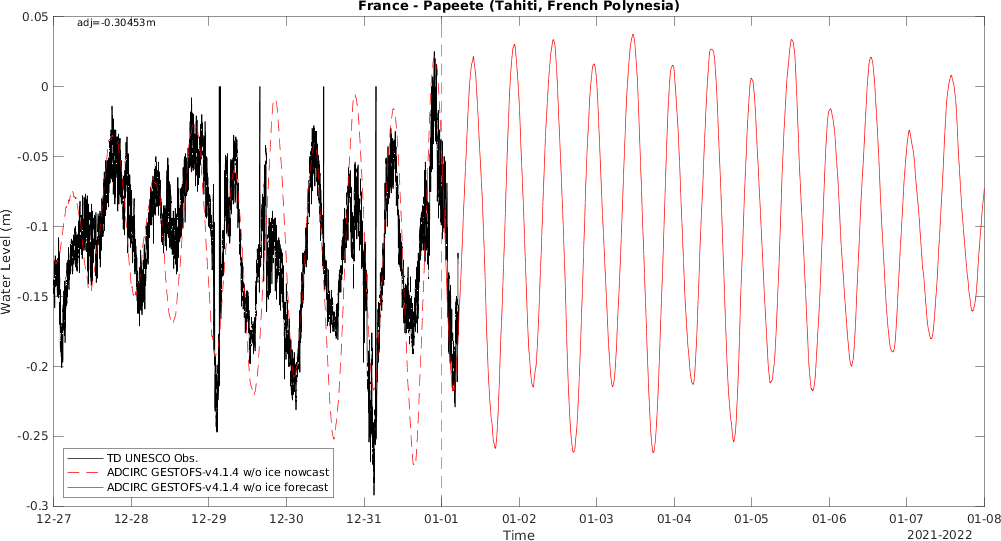 France - Papeete (Tahiti, French Polynesia)
adj=-0.30453m
0.05
0
-0.05
-0.1
-0.15
-0.2
-0.25
-0.3
Water Level (m)
TD UNESCO Obs.
ADCIRC GESTOFS-v4.1.4 w/o ice nowcast
ADCIRC GESTOFS-v4.1.4 w/o ice forecast
12-27 12-28 12-29 12-30 12-31 01-01 01-02 01-03 01-04 01-05 01-06 01-07 01-08
Time
2021-2022